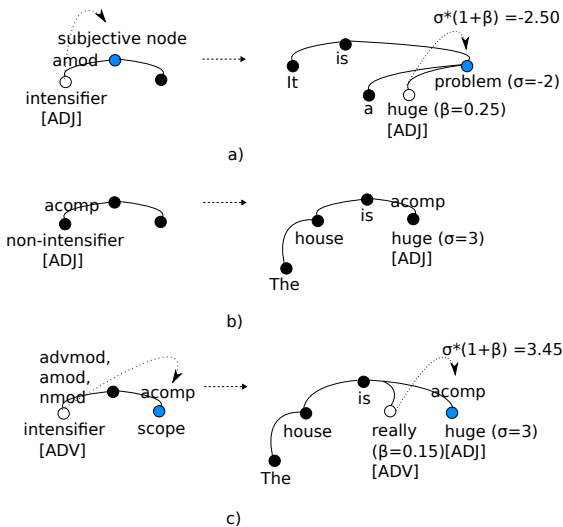 σ*(1+β) =-2.50
subjective node
amod
is
intensifier
[ADJ]
It
problem (σ=-2)
a
huge (β=0.25)
[ADJ]
a)
acomp
acomp
is
non-intensifier
[ADJ]
house
huge (σ=3)
[ADJ]
The
b)
advmod,
amod,
nmod
acomp
σ*(1+β) =3.45
acomp
is
intensifier
[ADV]
scope
house
really
(β=0.15)
[ADV]
huge (σ=3)
[ADJ]
The
c)